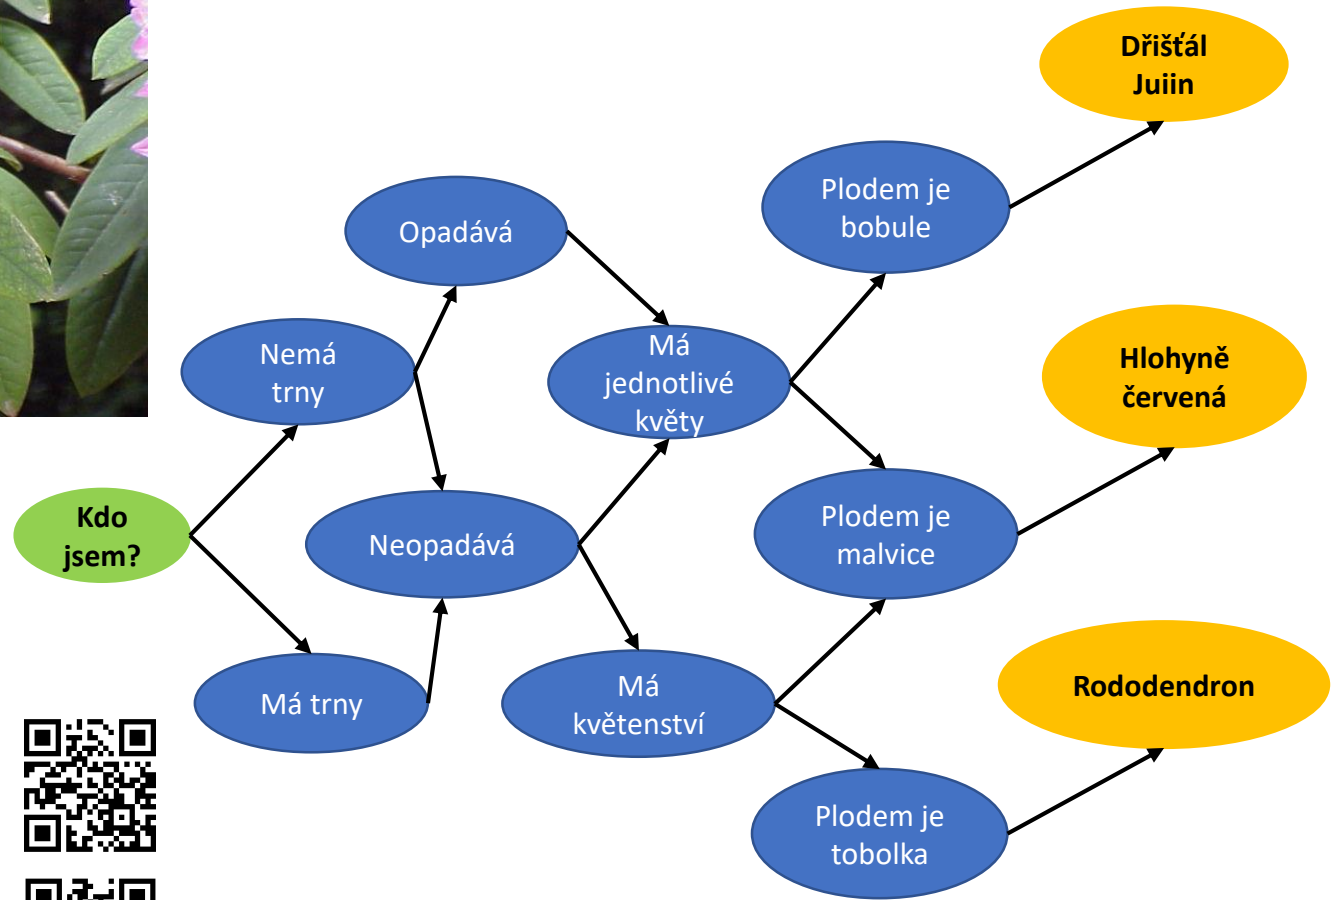 Dřišťál
Juiin
Plodem je
bobule
Opadává
Nemá
trny
Má
jednotlivé
květy
Hlohyně
červená
Kdo
jsem?
Neopadává
Plodem je
malvice
Má trny
Má
květenství
Rododendron
Plodem je
tobolka